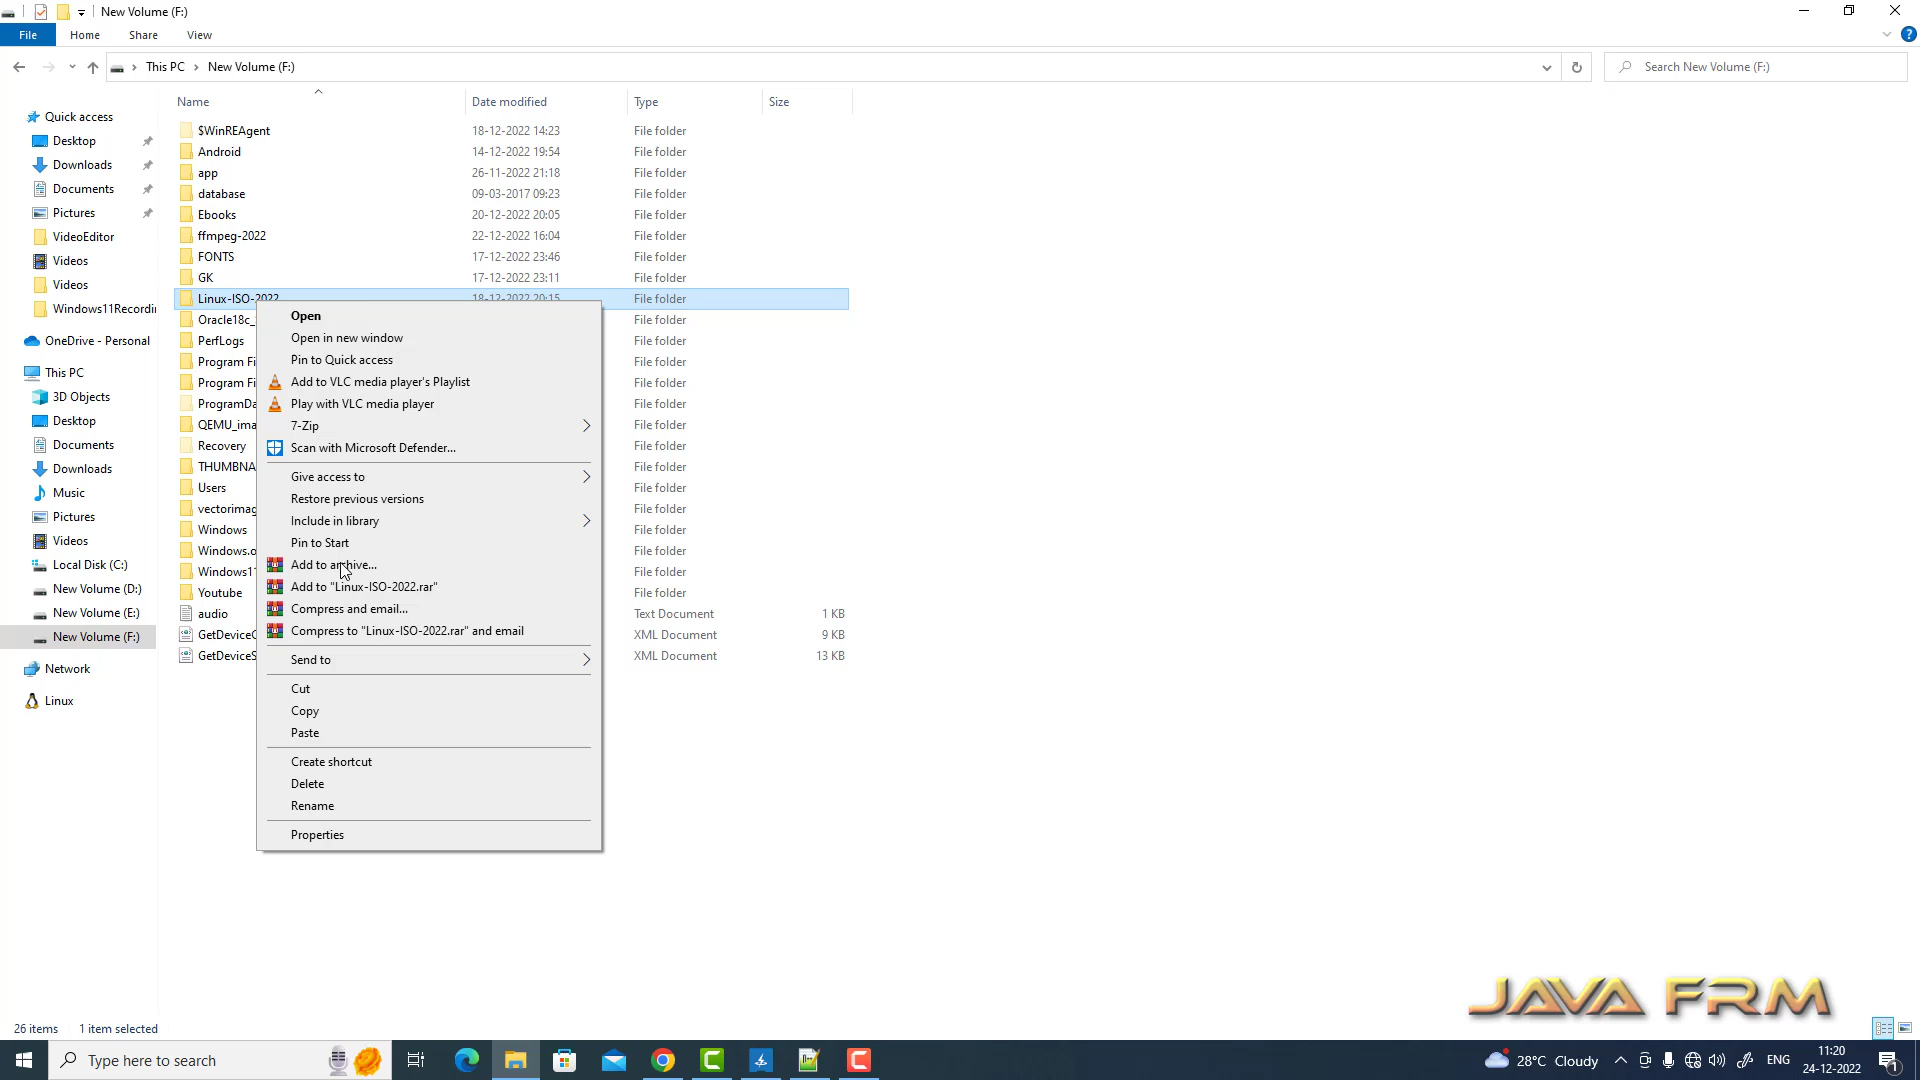 New Volume (F:)
File Home Share View
This PC New Volume (F:) Search New Volume (F:)
Name Date modified Type Size
Quick access
Desktop
Downloads
Documents
Pictures
VideoEditor
Videos
Videos
Windows11Recordin
OneDrive - Personal
This PC
3D Objects
Desktop
Documents
Downloads
Music
Pictures
Videos
Local Disk (C:)
New Volume (D:)
New Volume (E:)
New Volume (F:)
Network
Linux
$WinREAgent 18-12-2022 14:23 File folder
Android 14-12-2022 19:54 File folder
app 26-11-2022 21:18 File folder
database 09-03-2017 09:23 File folder
Ebooks 20-12-2022 20:05 File folder
ffmpeg-2022 22-12-2022 16:04 File folder
FONTS 17-12-2022 23:46 File folder
GK 17-12-2022 23:11 File folder
Linux-ISO-2022 18-12-2022 20:15 File folder
Oracle18c_ File folder
PerfLogs File folder
Program Fi File folder
Program Fi File folder
ProgramDa File folder
QEMU_ima File folder
Recovery File folder
THUMBNA File folder
Users File folder
vectorimag File folder
Windows File folder
Windows.o File folder
Windows1 File folder
Youtube File folder
audio Text Document 1 KB
GetDeviceC XML Document 9 KB
GetDeviceS XML Document 13 KB
Open
Open in new window
Pin to Quick access
Add to VLC media player's Playlist
Play with VLC media player
7-Zip
Scan with Microsoft Defender...
Give access to
Restore previous versions
Include in library
Pin to Start
Add to archive...
Add to "Linux-ISO-2022.rar"
Compress and email...
Compress to "Linux-ISO-2022.rar" and email
Send to
Cut
Copy
Paste
Create shortcut
Delete
Rename
Properties
JAVA FRM
26 items 1 item selected
Type here to search
28°C Cloudy ENG
11:20
24-12-2022
1